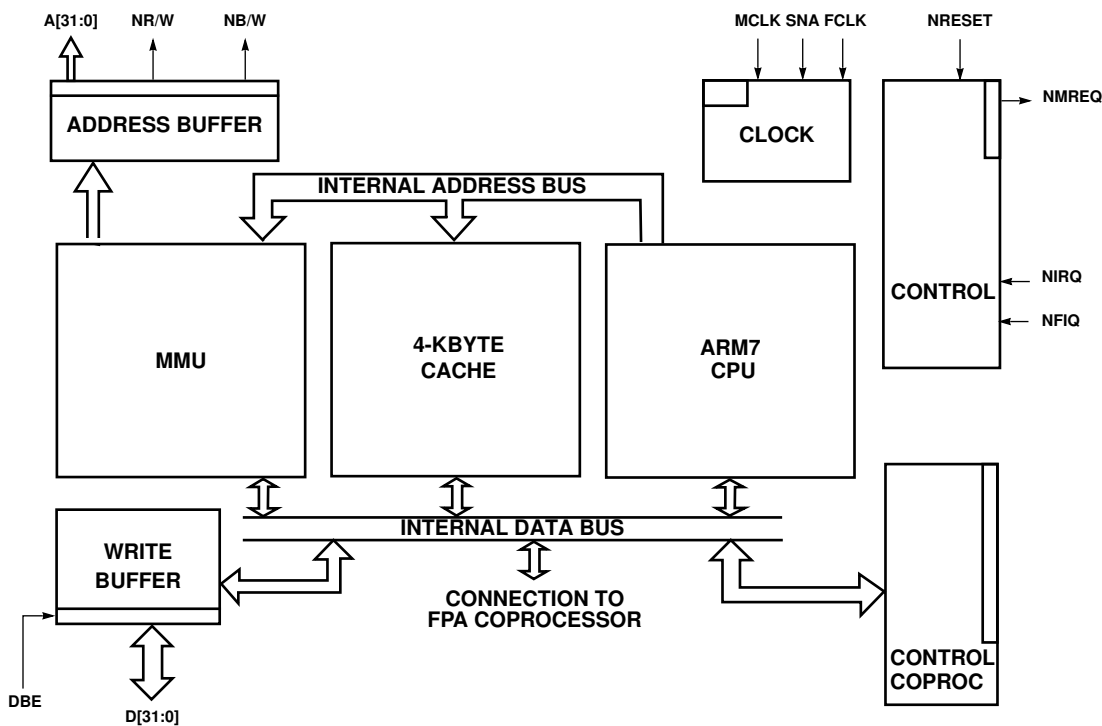 A[31:0] NR/W NB/W MCLK SNA FCLK NRESET
NMREQ
ADDRESS BUFFER
CLOCK
INTERNAL ADDRESS BUS
MMU
4-KBYTE
CACHE
ARM7
CPU
CONTROL
NIRQ
NFIQ
INTERNAL DATA BUS
WRITE
BUFFER
CONNECTION TO
FPA COPROCESSOR
CONTROL
COPROC
DBE
D[31:0]